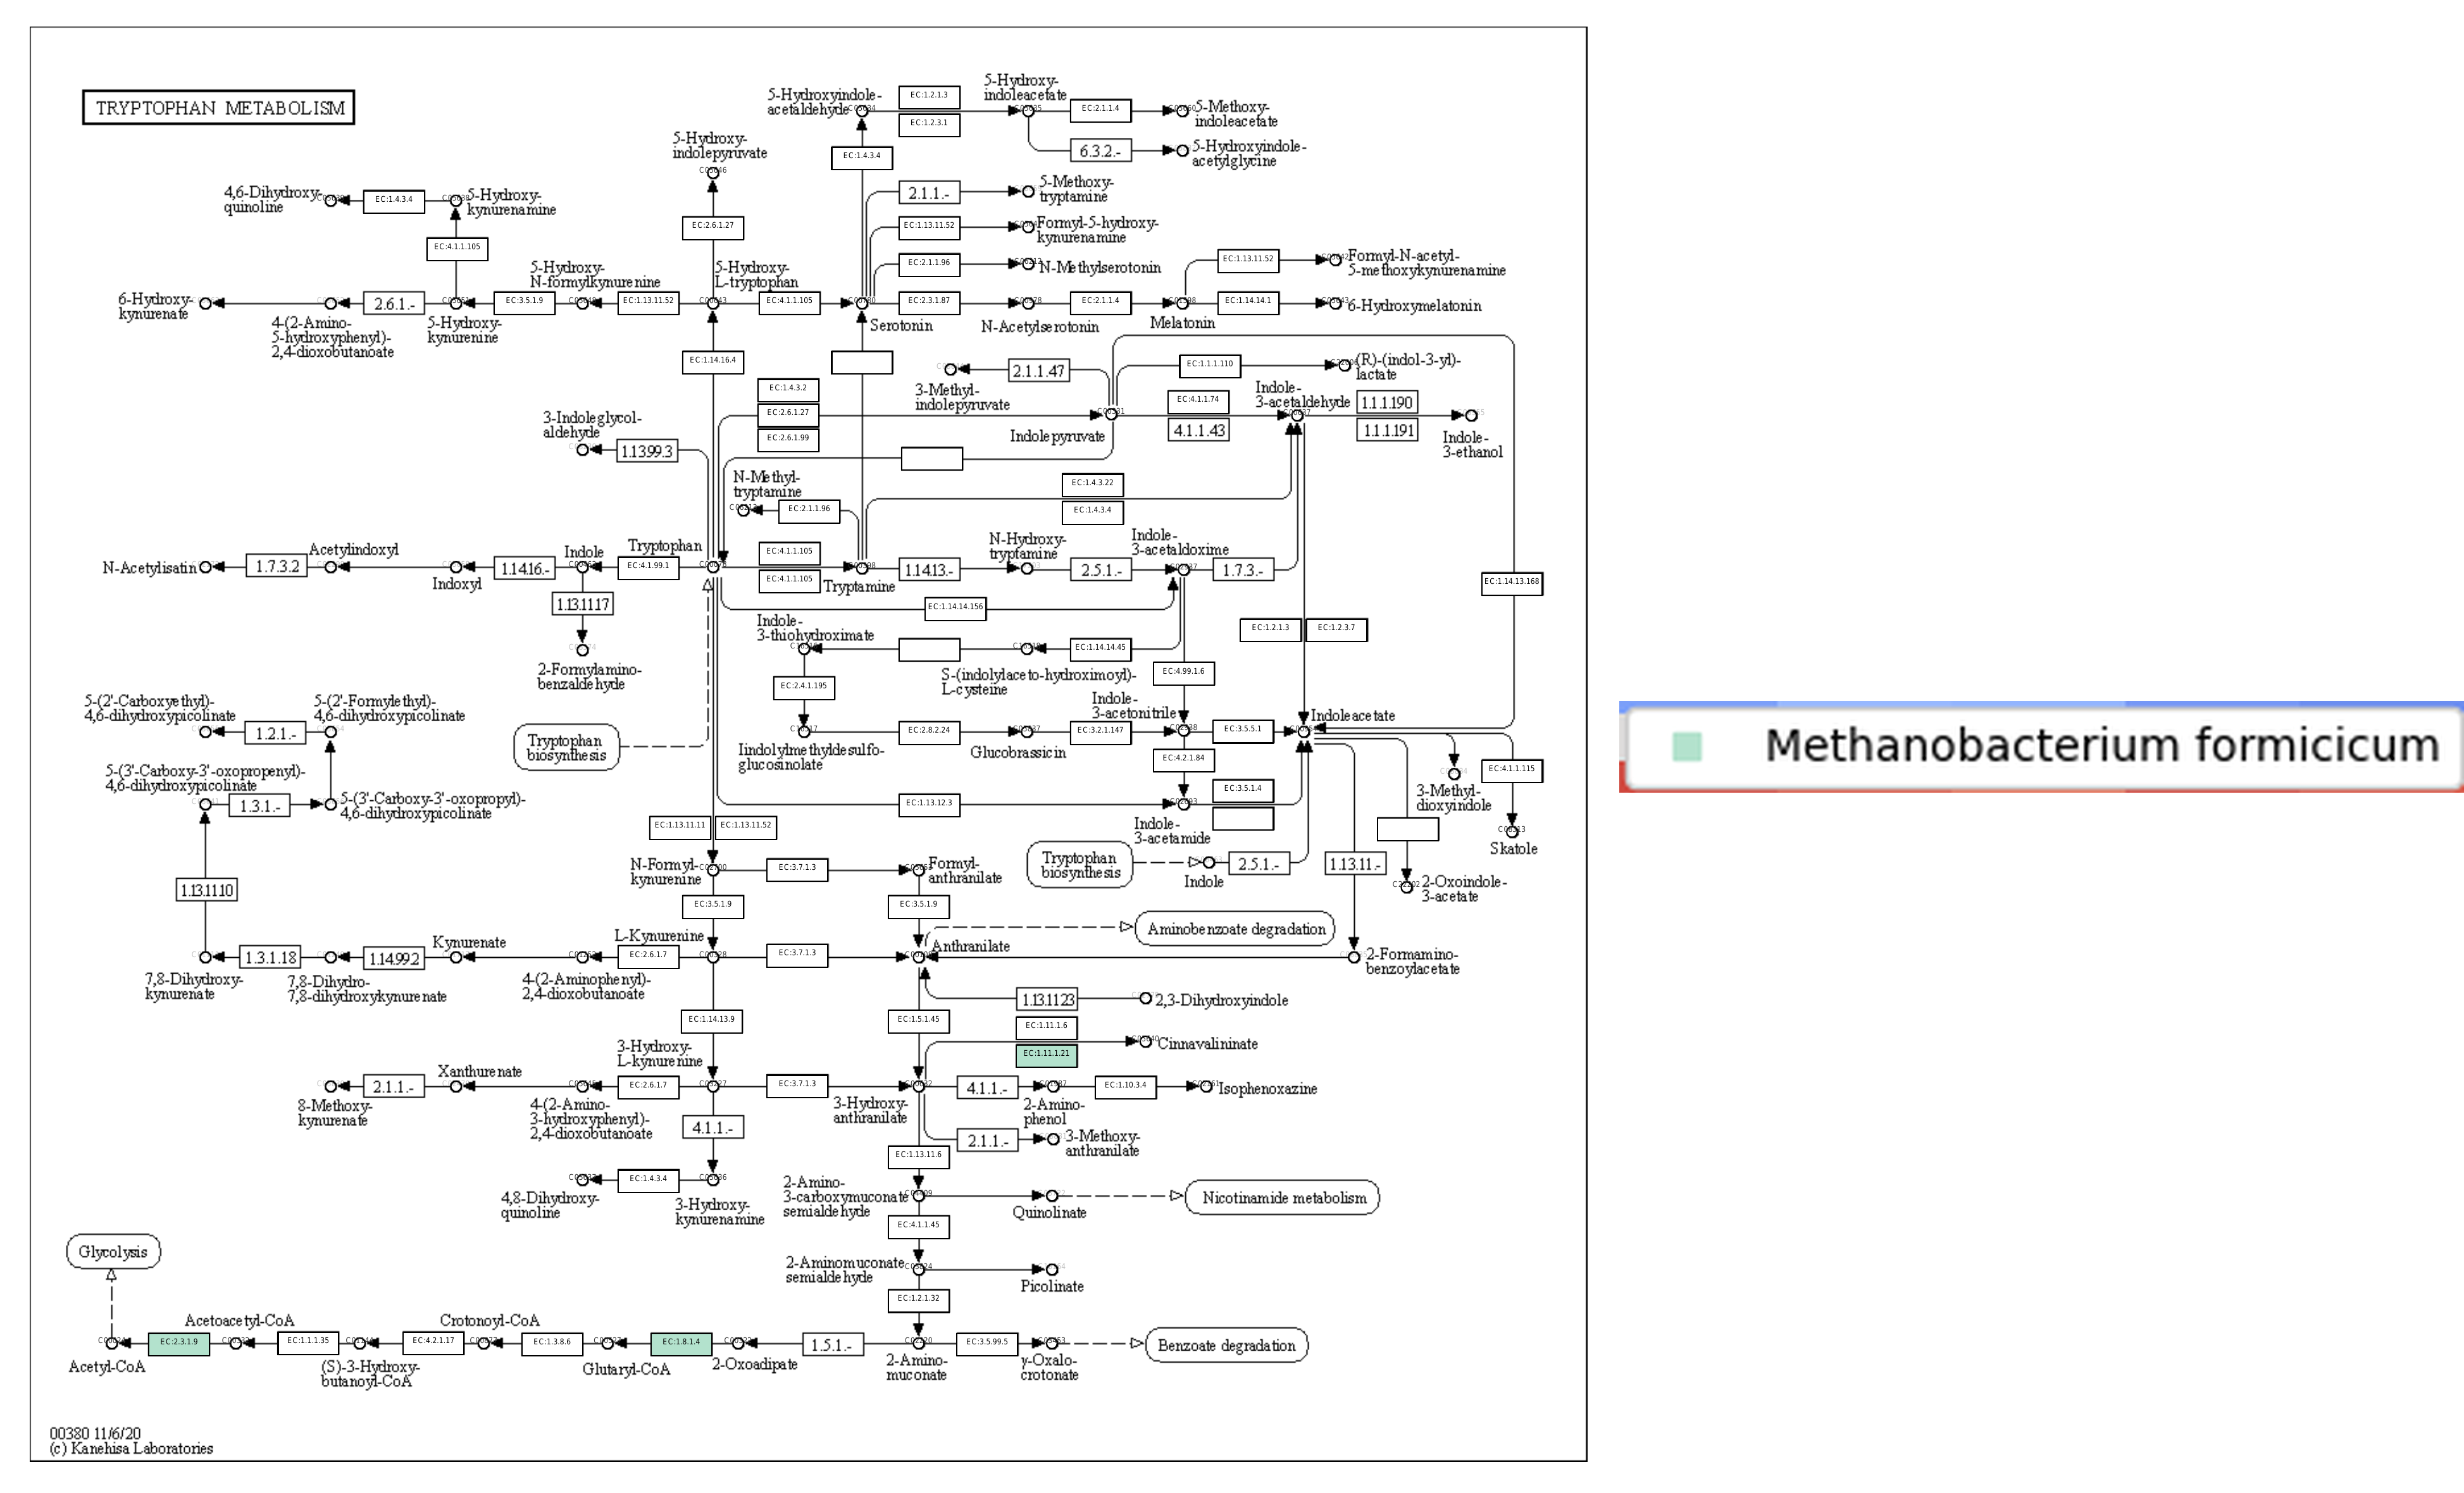 TRYPTOPHAN METABOLISM
5-Hydroxyindole-
acetaldehyde
EC:1.2.1.3
EC:1.2.3.1
5-Hydroxy-
indoleacetate
EC:2.1.1.4
5-Methoxy-
indoleacetate
6.3.2.-
5-Hydroxyindole-
acetylglycine
5-Hydroxy-
indolepyruvate
EC:1.4.3.4
4,6-Dihydroxy-
quinoline
EC:1.4.3.4
5-Hydroxy-
kynurenamine
2.1.1.-
5-Methoxy-
tryptamine
EC:2.6.1.27
EC:1.13.11.52
Formyl-5-hydroxy-
kynurenamine
EC:4.1.1.105
EC:2.1.1.96
N-Methylserotonin
EC:1.13.11.52
Formyl-N-acetyl-
5-methoxykynurenamine
5-Hydroxy-
N-formylkynurenine
5-Hydroxy-
L-tryptophan
6-Hydroxy-
kynurenate
2.6.1.-
EC:3.5.1.9
EC:1.13.11.52
EC:4.1.1.105
EC:2.3.1.87
EC:2.1.1.4
EC:1.14.14.1
6-Hydroxymelatonin
4-(2-Amino-
5-hydroxyphenyl)-
2,4-dioxobutanoate
5-Hydroxy-
kynurenine
Serotonin
N-Acetylserotonin
Melatonin
EC:1.14.16.4
2.1.1.47
EC:1.1.1.110
(R)-(indol-3-yl)-
lactate
3-Methyl-
indolepyruvate
EC:1.4.3.2
EC:2.6.1.27
EC:2.6.1.99
EC:4.1.1.74
4.1.1.43
Indole-
3-acetaldehyde
1.1.1.190
1.1.1.191
Indole-
3-ethanol
Indolepyruvate
3-Indoleglycol-
aldehyde
1.1399.3
N-Methyl-
tryptamine
EC:2.1.1.96
EC:1.4.3.22
EC:1.4.3.4
N-Acetylisatin
1.7.3.2
Acetylindoxyl
Indoxyl
1.14.16.-
Indole
EC:4.1.99.1
Tryptophan
EC:4.1.1.105
EC:4.1.1.105
Tryptamine
1.14.13.-
N-Hydroxy-
tryptamine
2.5.1.-
Indole-
3-acetaldoxime
1.7.3.-
EC:1.14.13.168
1.13.1117
2-Formylamino-
benzaldehyde
EC:1.14.14.156
Indole-
3-thiohydroximate
EC:1.14.14.45
EC:1.2.1.3
EC:1.2.3.7
S-(indolylaceto-hydroximoyl)-
L-cysteine
EC:2.4.1.195
EC:4.99.1.6
5-(2'-Carboxyethyl)-
4,6-dihydroxypicolinate
1.2.1.-
5-(2'-Formylethyl)-
4,6-dihydroxypicolinate
Tryptophan
biosynthesis
Iindolylmethyldesulfo-
glucosinolate
EC:2.8.2.24
Glucobrassicin
EC:3.2.1.147
Indole-
3-acetonitrile
EC:3.5.5.1
Indoleacetate
EC:4.2.1.84
EC:4.1.1.115
3-Methyl-
dioxyindole
Skatole
5-(3'-Carboxy-3'-oxopropenyl)-
4,6-dihydroxypicolinate
1.3.1.-
5-(3'-Carboxy-3'-oxopropyl)-
4,6-dihydroxypicolinate
EC:1.13.12.3
EC:3.5.1.4
Indole-
3-acetamide
EC:1.13.11.11
EC:1.13.11.52
Tryptophan
biosynthesis
Indole
2.5.1.-
1.13.11.-
2-Oxoindole-
3-acetate
N-Formyl-
kynurenine
EC:3.7.1.3
Formyl-
anthranilate
1.13.1110
EC:3.5.1.9
EC:3.5.1.9
Aminobenzoate degradation
7,8-Dihydroxy-
kynurenate
1.3.1.18
7,8-Dihydro-
7,8-dihydroxykynurenate
1.14.992
Kynurenate
4-(2-Aminophenyl)-
2,4-dioxobutanoate
EC:2.6.1.7
L-Kynurenine
EC:3.7.1.3
Anthranilate
2-Formamino-
benzoylacetate
1.13.1123
2,3-Dihydroxyindole
EC:1.14.13.9
EC:1.5.1.45
EC:1.11.1.6
EC:1.11.1.21
Cinnavalininate
8-Methoxy-
kynurenate
2.1.1.-
Xanthurenate
4-(2-Amino-
3-hydroxyphenyl)-
2,4-dioxobutanoate
EC:2.6.1.7
3-Hydroxy-
L-kynurenine
EC:3.7.1.3
3-Hydroxy-
anthranilate
4.1.1.-
2-Amino-
phenol
EC:1.10.3.4
Isophenoxazine
4.1.1.-
2.1.1.-
3-Methoxy-
anthranilate
EC:1.13.11.6
4,8-Dihydroxy-
quinoline
EC:1.4.3.4
3-Hydroxy-
kynurenamine
2-Amino-
3-carboxymuconate
semialdehyde
Quinolinate
Nicotinamide metabolism
EC:4.1.1.45
Glycolysis
2-Aminomuconate
semialdehyde
Picolinate
EC:1.2.1.32
Acetyl-CoA
EC:2.3.1.9
Acetoacetyl-CoA
EC:1.1.1.35
(S)-3-Hydroxy-
butanoyl-CoA
EC:4.2.1.17
Crotonoyl-CoA
EC:1.3.8.6
Glutaryl-CoA
EC:1.8.1.4
2-Oxoadipate
1.5.1.-
2-Amino-
muconate
EC:3.5.99.5
γ-Oxalo-
crotonate
Benzoate degradation
00380 11/6/20
(c) Kanehisa Laboratories
Methanobacterium formicicum